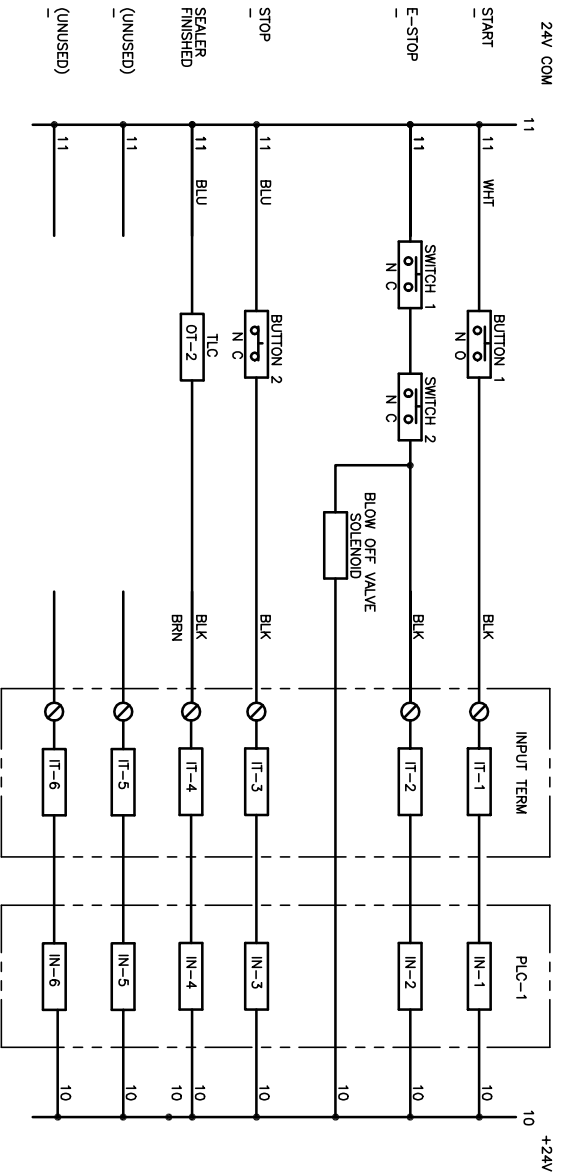 24V COM
11
INPUT TERM
PLC-1
10
+24V
START
_
11
WHT
BUTTON 1
N O
BLK
IT-1
IN-1
10
E-STOP
_
11
SWITCH 1
N C
SWITCH 2
N C
BLK
IT-2
IN-2
10
BLOW OFF VALVE
SOLENOID
10
STOP
_
11
BLU
BUTTON 2
N C
BLK
IT-3
IN-3
10
SEALER
FINISHED
11
BLU
TLC
OT-2
BLK
BRN
IT-4
IN-4
10
10
(UNUSED)
_
11
IT-5
IN-5
10
(UNUSED)
_
11
IT-6
IN-6
10